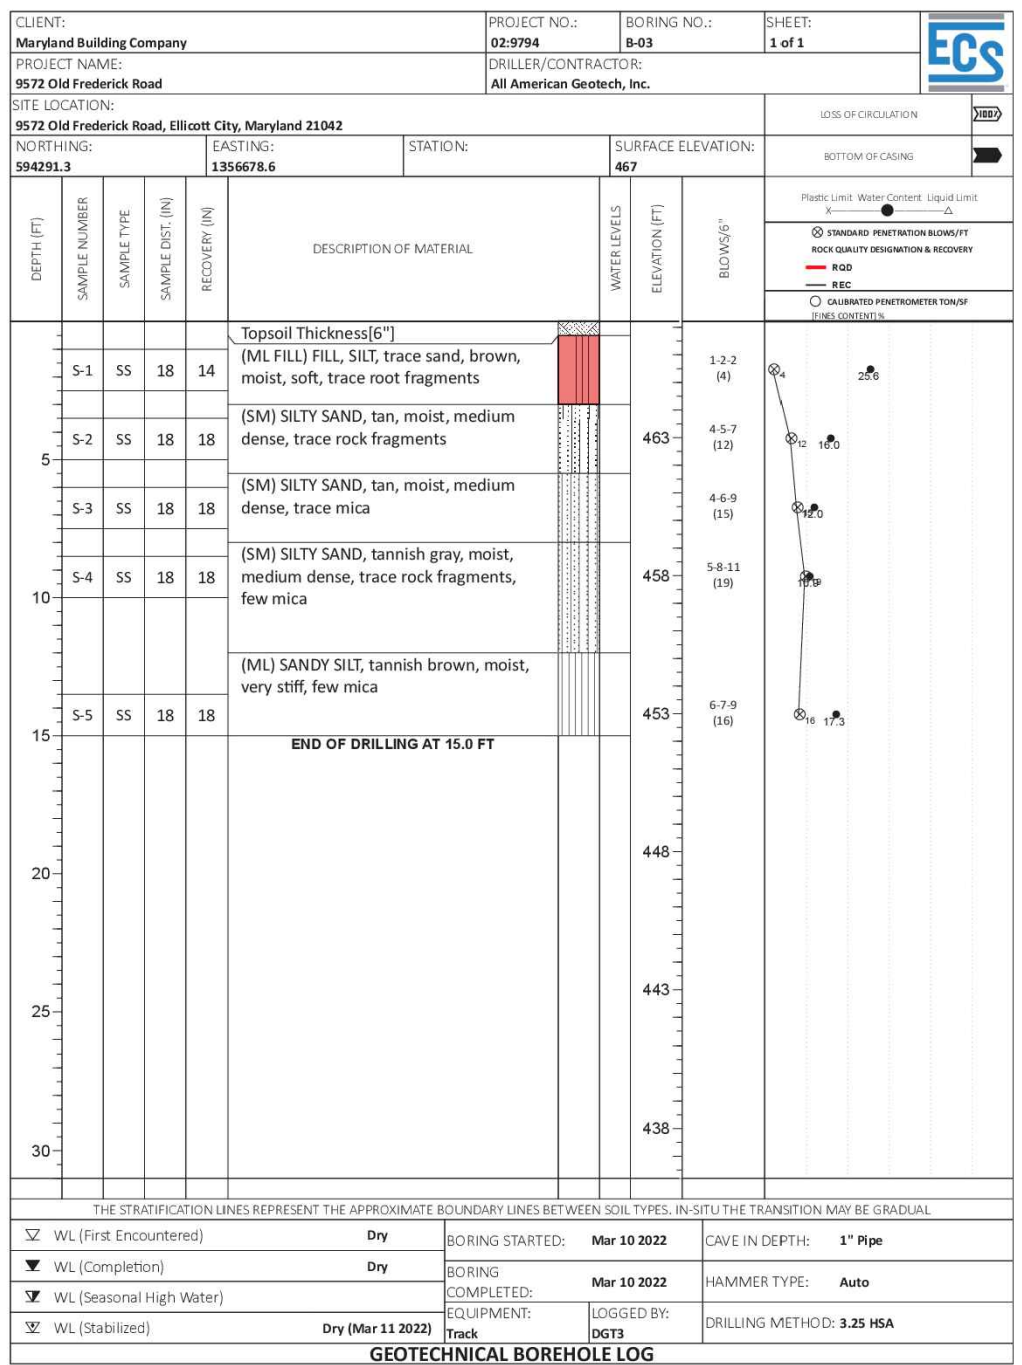 CLIENT:
Maryland Building Company
PROJECT NO.:
02:9794
BORING NO.:
B-03
SHEET:
1 of 1
ECS
PROJECT NAME:
9572 Old Frederick Road
DRILLER/CONTRACTOR:
All American Geotech, Inc.
SITE LOCATION:
9572 Old Frederick Road, Ellicott City, Maryland 21042
LOSS OF CIRCULATION
100%
NORTHING:
594291.3
EASTING:
1356678.6
STATION:
SURFACE ELEVATION:
467
BOTTOM OF CASING
DEPTH (FT)
SAMPLE NUMBER
SAMPLE TYPE
SAMPLE DIST. (IN)
RECOVERY (IN)
DESCRIPTION OF MATERIAL
WATER LEVELS
ELEVATION (FT)
BLOWS/6"
Plastic Limit Water Content Liquid Limit
X
STANDARD PENETRATION BLOWS/FT
ROCK QUALITY DESIGNATION & RECOVERY
RQD
REC
CALIBRATED PENETROMETER TON/SF
[FINES CONTENT] %
Topsoil Thickness[6"]
(ML FILL) FILL, SILT, trace sand, brown,
moist, soft, trace root fragments
S-1 SS 18 14
1-2-2
(4)
4
25.6
(SM) SILTY SAND, tan, moist, medium
dense, trace rock fragments
S-2 SS 18 18
463
4-5-7
(12)
12
16.0
5
(SM) SILTY SAND, tan, moist, medium
dense, trace mica
S-3 SS 18 18
4-6-9
(15)
12.0
(SM) SILTY SAND, tannish gray, moist,
medium dense, trace rock fragments,
few mica
S-4 SS 18 18
458
5-8-11
(19)
10
(ML) SANDY SILT, tannish brown, moist,
very stiff, few mica
S-5 SS 18 18
453
6-7-9
(16)
16
17.3
15
END OF DRILLING AT 15.0 FT
448
20
443
25
438
30
THE STRATIFICATION LINES REPRESENT THE APPROXIMATE BOUNDARY LINES BETWEEN SOIL TYPES. IN-SITU THE TRANSITION MAY BE GRADUAL
WL (First Encountered) Dry
WL (Completion) Dry
WL (Seasonal High Water)
WL (Stabilized) Dry (Mar 11 2022)
BORING STARTED: Mar 10 2022
BORING
COMPLETED: Mar 10 2022
EQUIPMENT:
Track
LOGGED BY:
DGT3
CAVE IN DEPTH: 1" Pipe
HAMMER TYPE: Auto
DRILLING METHOD: 3.25 HSA
GEOTECHNICAL BOREHOLE LOG